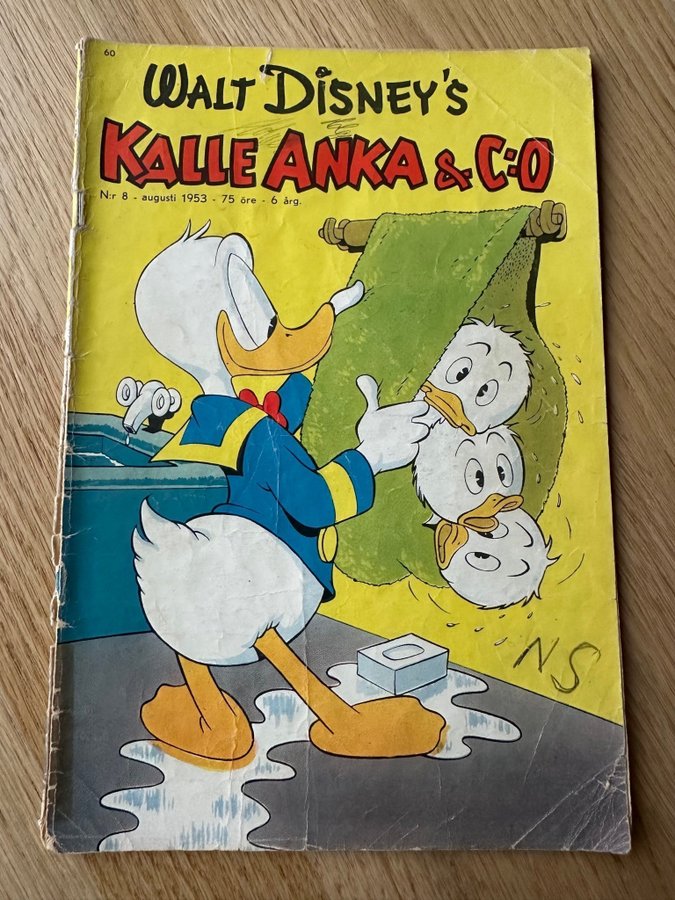 60
WALT DISNEY'S
KALLE ANKA & C:O
N:r 8 - augusti 1953 - 75 öre - 6 årg.
NS